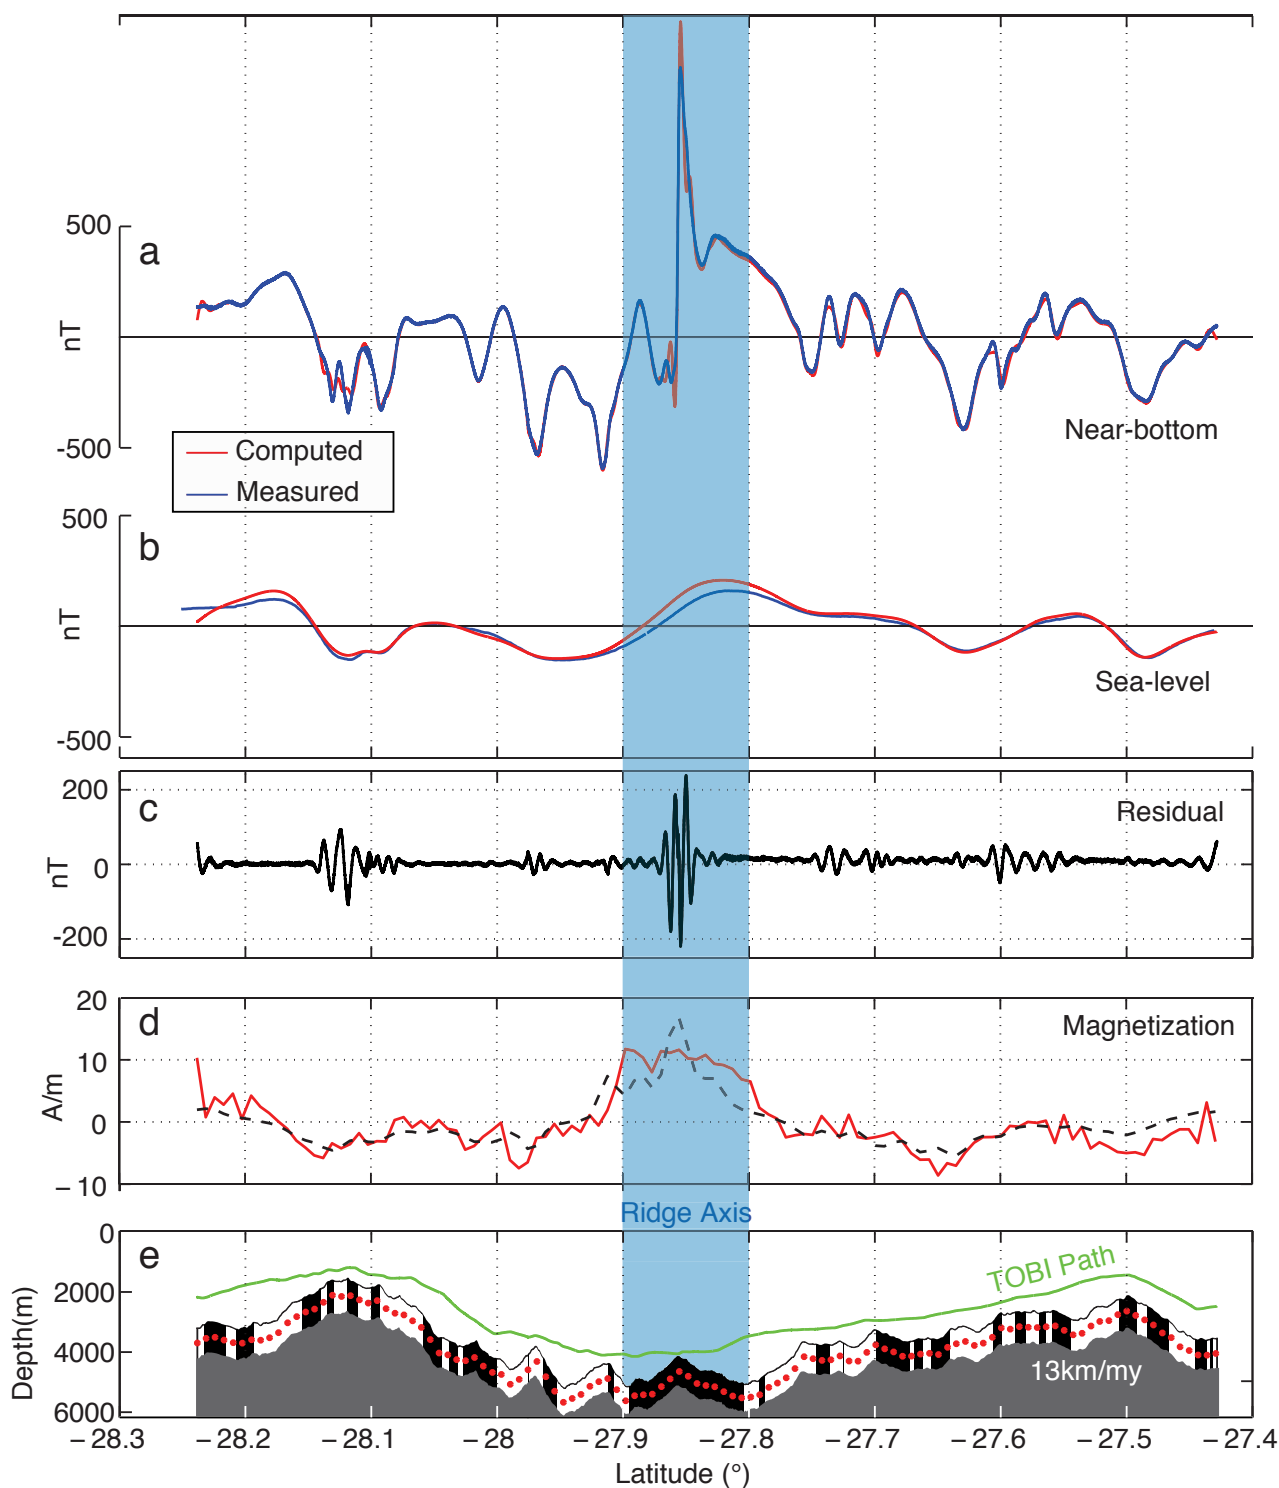 500
a
nT
Near-bottom
-500
Computed
Measured
500
b
nT
Sea-level
-500
200
c
Residual
nT
0
-200
20
d
Magnetization
10
A/m
0
−10
Ridge Axis
0
e
TOBI Path
2000
Depth(m)
4000
13km/my
6000
−28.3 −28.2 −28.1 −28 −27.9 −27.8 −27.7 −27.6 −27.5 −27.4
Latitude (°)